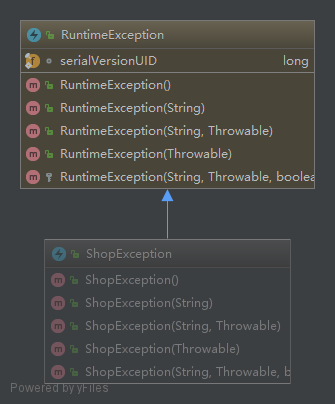 RuntimeException
serialVersionUID long
RuntimeException()
RuntimeException(String)
RuntimeException(String, Throwable)
RuntimeException(Throwable)
RuntimeException(String, Throwable, boolea
ShopException
ShopException()
ShopException(String)
ShopException(String, Throwable)
ShopException(Throwable)
ShopException(String, Throwable, b
Powered by yFiles